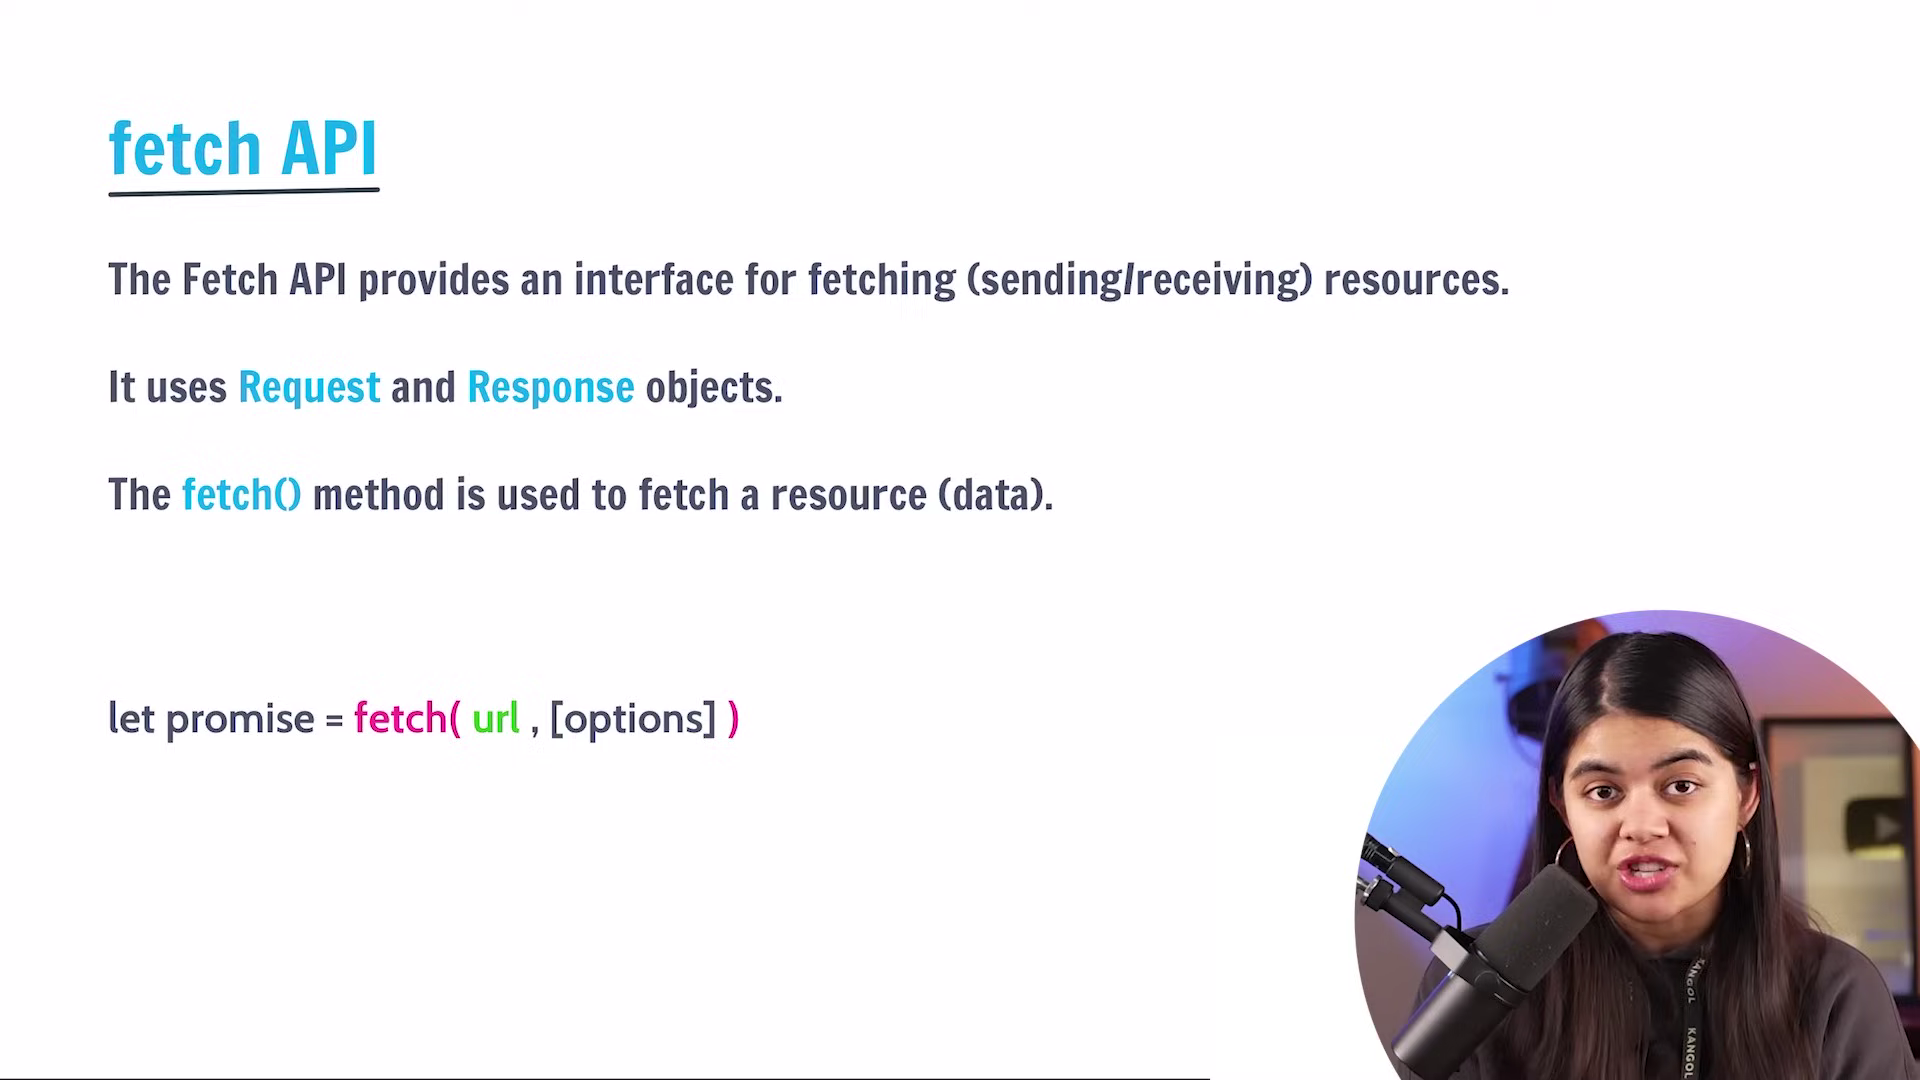 fetch API
The Fetch API provides an interface for fetching (sending/receiving) resources.
It uses Request and Response objects.
The fetch() method is used to fetch a resource (data).
let promise = fetch( url , [options] )
KANGOL
KANGOL